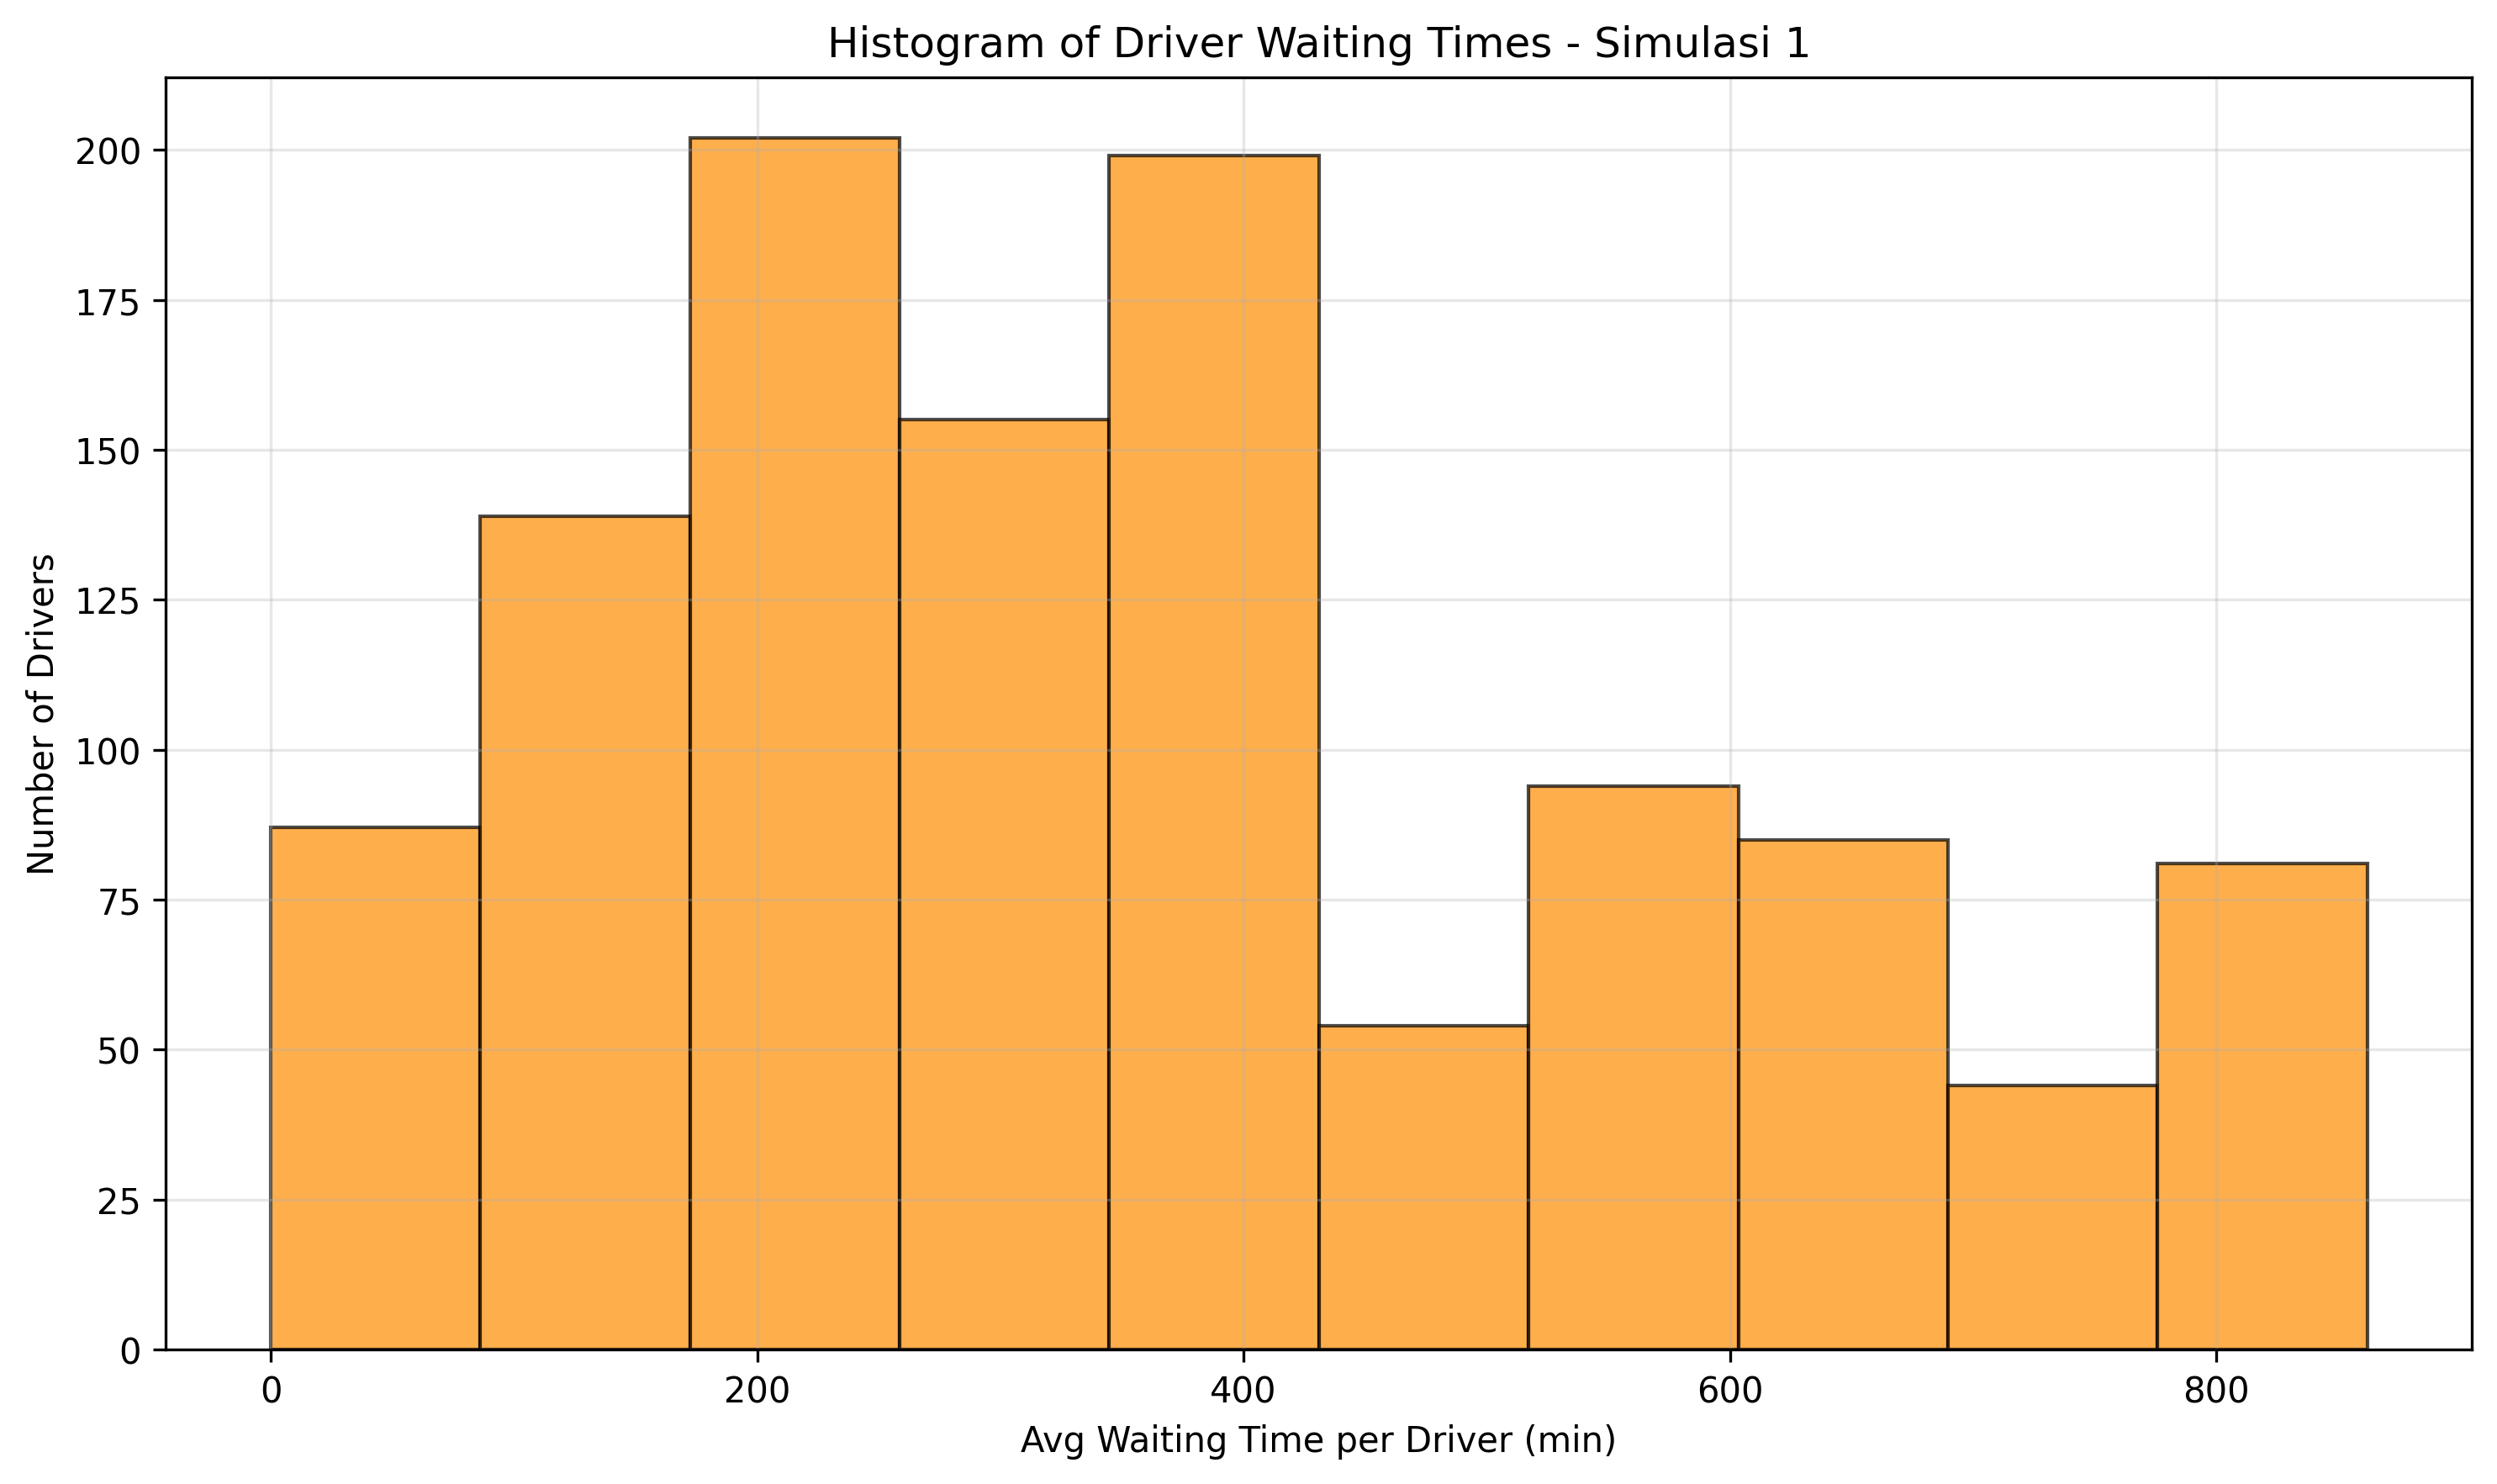 Histogram of Driver Waiting Times - Simulasi 1
Number of Drivers
200
175
150
125
100
75
50
25
0
0 200 400 600 800
Avg Waiting Time per Driver (min)